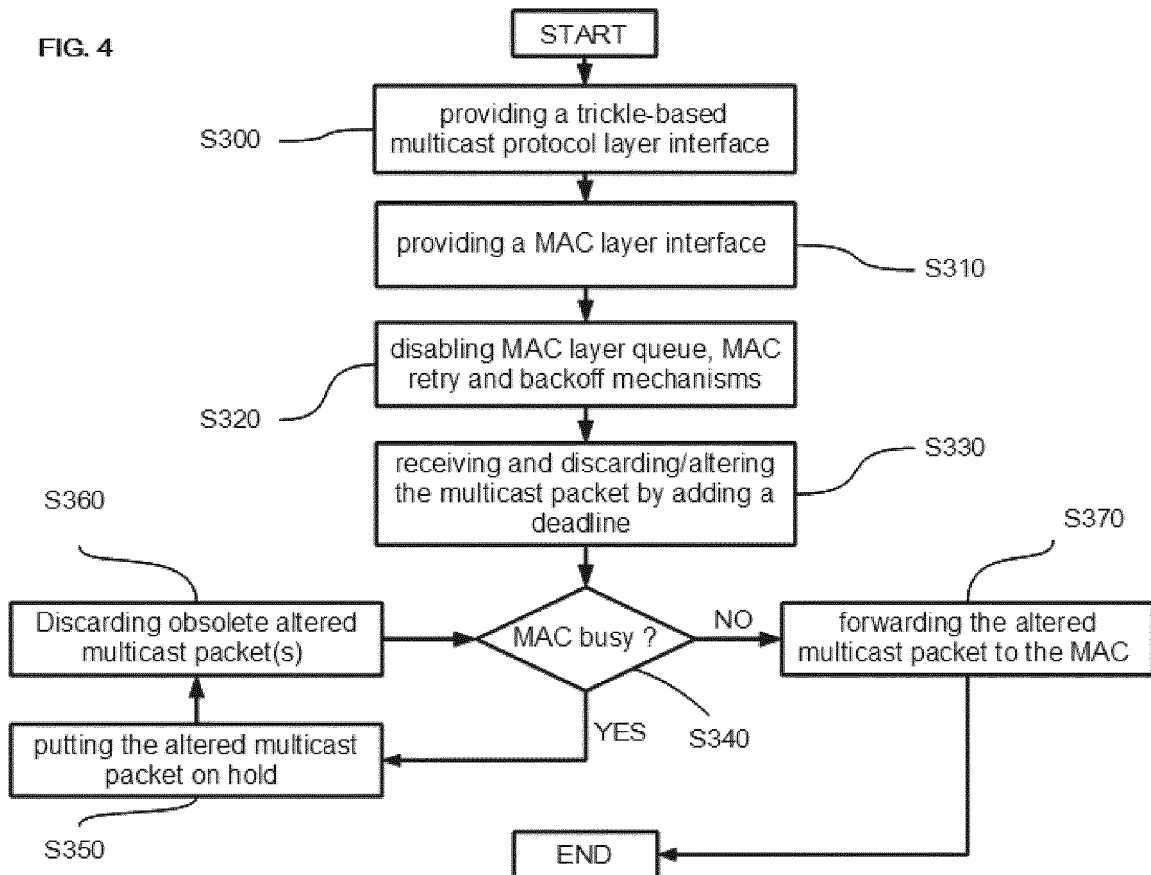 FIG. 4
START
providing a trickle-based
multicast protocol layer interface
S300
providing a MAC layer interface
S310
disabling MAC layer queue, MAC
retry and backoff mechanisms
S320
receiving and discarding/altering
the multicast packet by adding a
deadline
S330
S360
S370
Discarding obsolete altered
multicast packet(s)
MAC busy ?
NO
forwarding the altered
multicast packet to the MAC
YES
S340
putting the altered multicast
packet on hold
S350
END